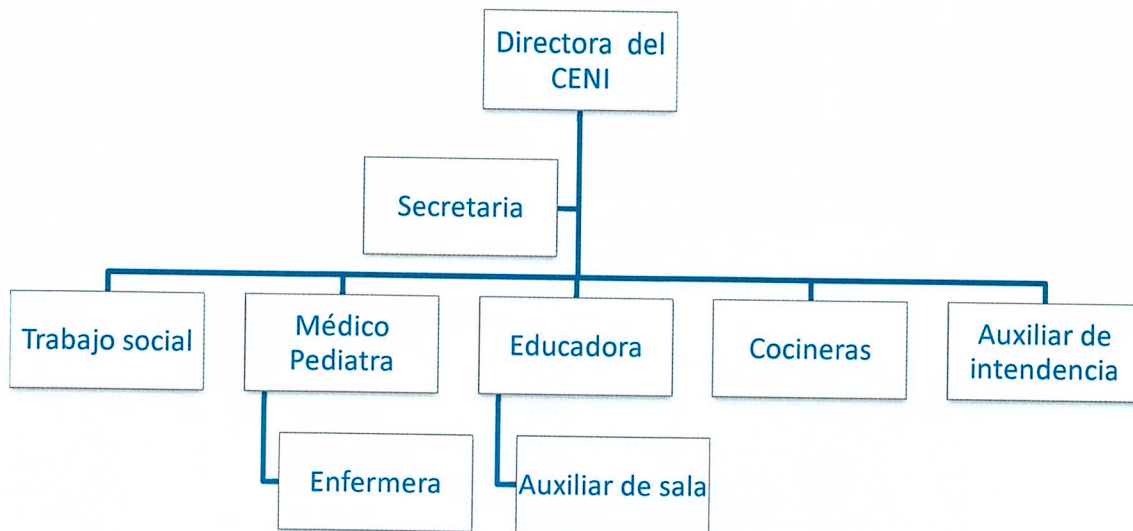 Directora del
CENI
Secretaria
Trabajo social
Médico
Pediatra
Educadora
Cocineras
Auxiliar de
intendencia
Enfermera
Auxiliar de sala